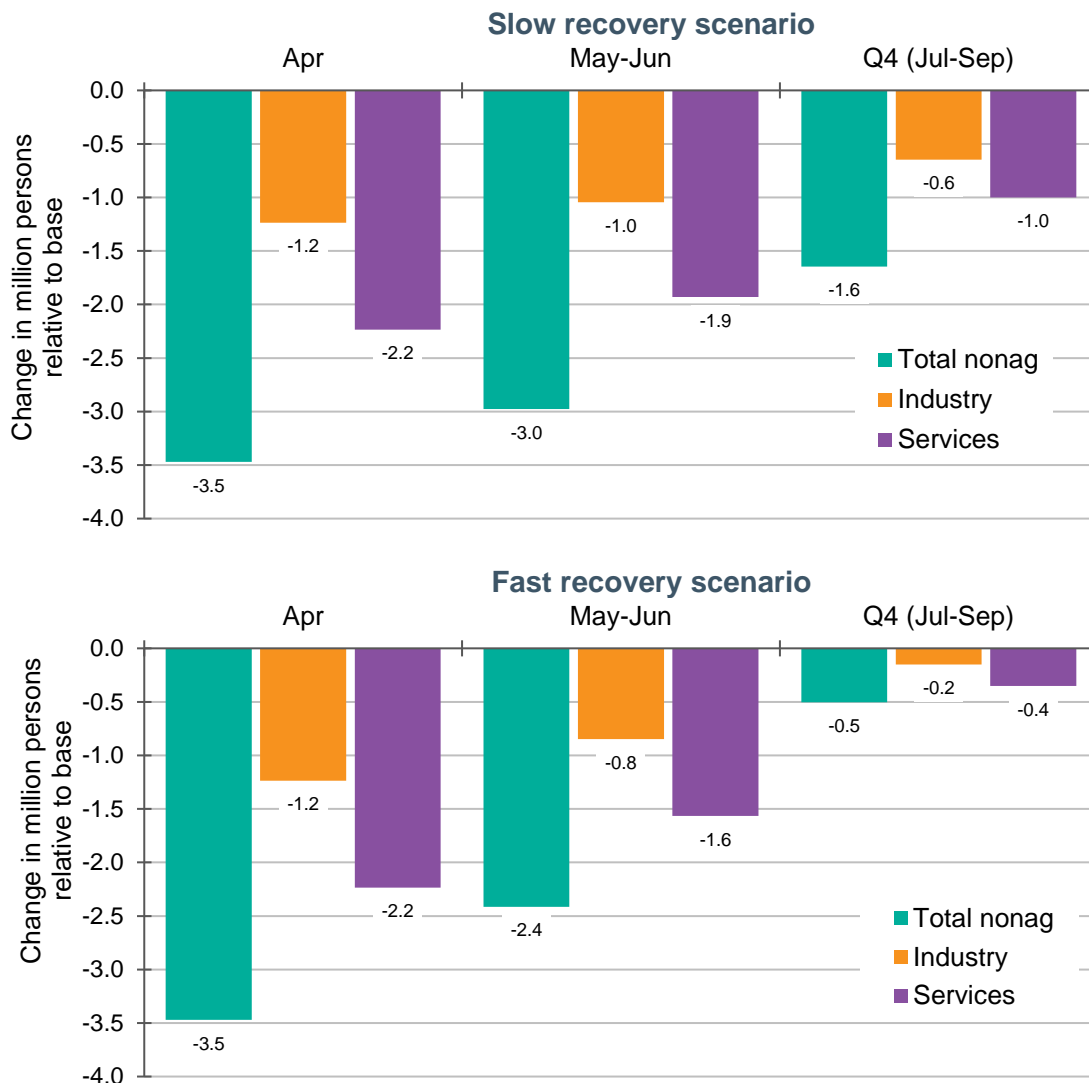 Slow recovery scenario
Apr May-Jun Q4 (Jul-Sep)
Change in million persons
relative to base
0.0
-0.5
-1.0
-1.5
-2.0
-2.5
-3.0
-3.5
-4.0
-3.5
-1.2
-2.2
-3.0
-1.0
-1.9
-1.6
-0.6
-1.0
Total nonag
Industry
Services
Fast recovery scenario
Apr May-Jun Q4 (Jul-Sep)
Change in million persons
relative to base
0.0
-0.5
-1.0
-1.5
-2.0
-2.5
-3.0
-3.5
-4.0
-3.5
-1.2
-2.2
-2.4
-0.8
-1.6
-0.5
-0.2
-0.4
Total nonag
Industry
Services